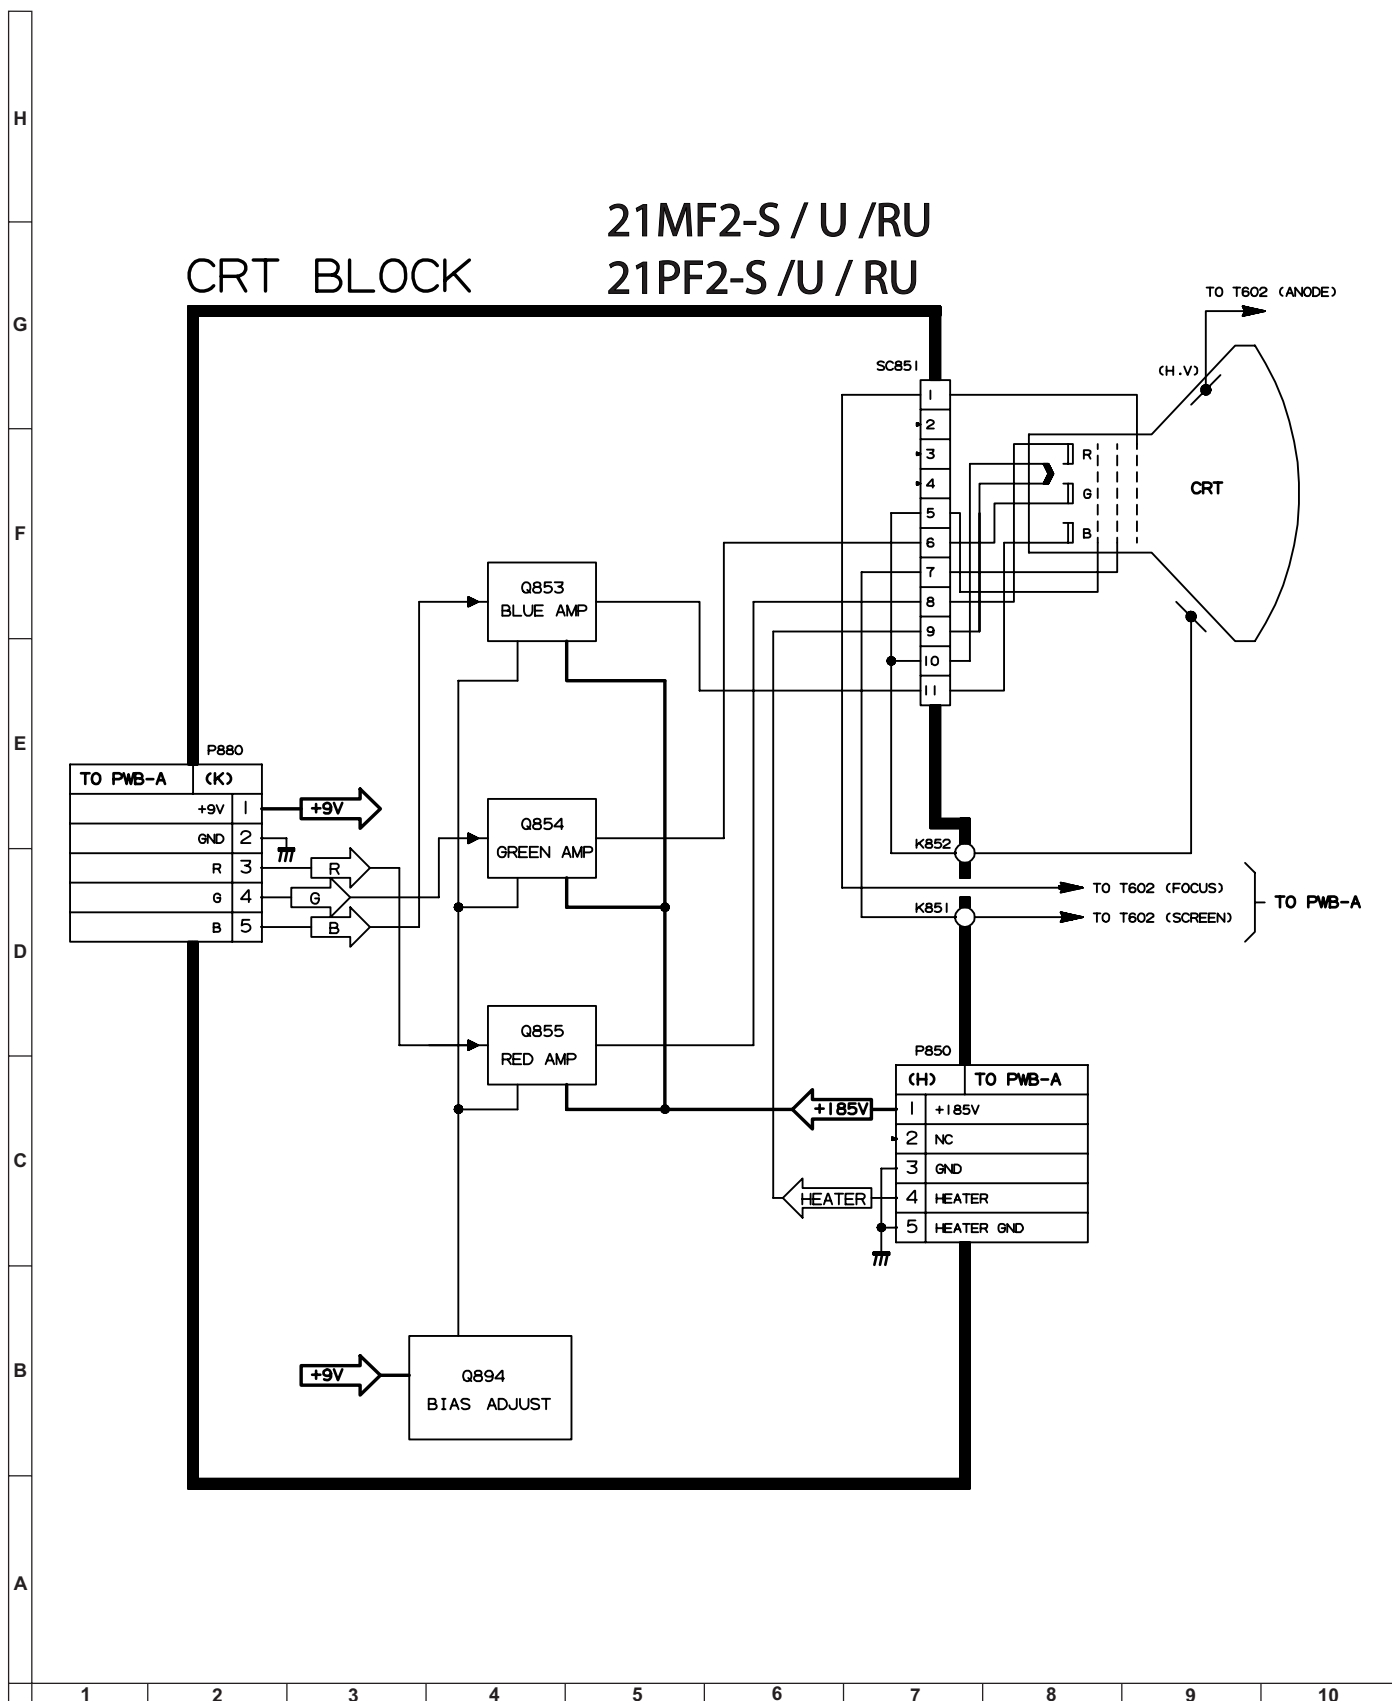 H
21MF2-S / U /RU
CRT BLOCK
21PF2-S /U / RU
TO T602 (ANODE)
G
SC851
(H.V)
1
2
3
4
5
6
7
8
9
10
11
R
G
B
CRT
F
Q853
BLUE AMP
E
P880
TO PWB-A (K)
+9V 1
GND 2
R 3
G 4
B 5
+9V
R
G
B
Q854
GREEN AMP
K852
TO T602 (FOCUS)
K851
TO T602 (SCREEN)
TO PWB-A
D
Q855
RED AMP
P850
(H) TO PWB-A
1 +185V
2 NC
3 GND
4 HEATER
5 HEATER GND
+185V
HEATER
C
B
+9V
Q894
BIAS ADJUST
A
1 2 3 4 5 6 7 8 9 10